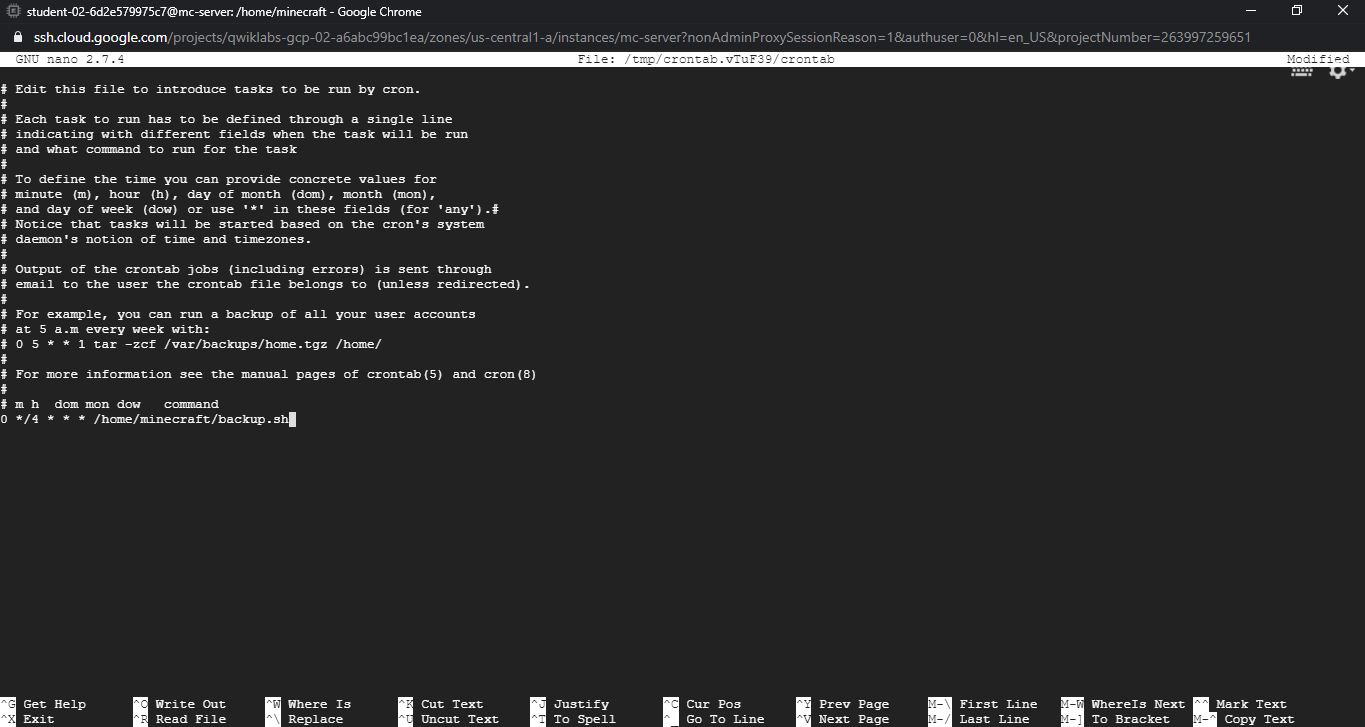 student-02-6d2e579975c7@mc-server: /home/minecraft - Google Chrome
ssh.cloud.google.com/projects/qwiklabs-gcp-02-a6abc99bc1ea/zones/us-central1-a/instances/mc-server?nonAdminProxySessionReason=1&authuser=0&hl=en_US&projectNumber=263997259651
GNU nano 2.7.4 File: /tmp/crontab.vTuF39/crontab Modified
# Edit this file to introduce tasks to be run by cron.
#
# Each task to run has to be defined through a single line
# indicating with different fields when the task will be run
# and what command to run for the task
#
# To define the time you can provide concrete values for
# minute (m), hour (h), day of month (dom), month (mon),
# and day of week (dow) or use '*' in these fields (for 'any').#
# Notice that tasks will be started based on the cron's system
# daemon's notion of time and timezones.
#
# Output of the crontab jobs (including errors) is sent through
# email to the user the crontab file belongs to (unless redirected).
#
# For example, you can run a backup of all your user accounts
# at 5 a.m every week with:
# 0 5 * * 1 tar -zcf /var/backups/home.tgz /home/
#
# For more information see the manual pages of crontab(5) and cron(8)
#
# m h  dom mon dow   command
0 */4 * * * /home/minecraft/backup.sh
^G Get Help ^O Write Out ^W Where Is ^K Cut Text ^J Justify ^C Cur Pos ^Y Prev Page M-\ First Line M-W WhereIs Next ^^ Mark Text
^X Exit ^R Read File ^\ Replace ^U Uncut Text ^T To Spell ^_ Go To Line ^V Next Page M-/ Last Line M-] To Bracket M-^ Copy Text